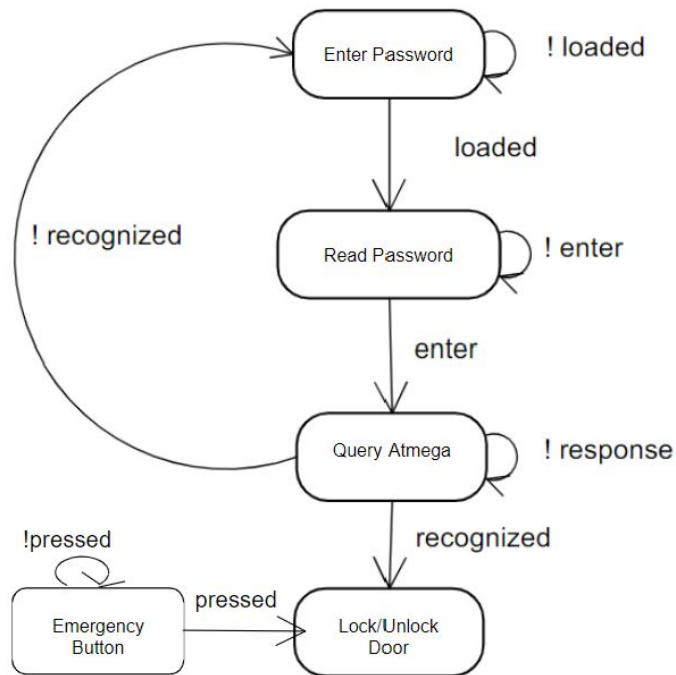 Enter Password
! loaded
loaded
! recognized
Read Password
! enter
enter
Query Atmega
! response
recognized
!pressed
pressed
Emergency
Button
Lock/Unlock
Door